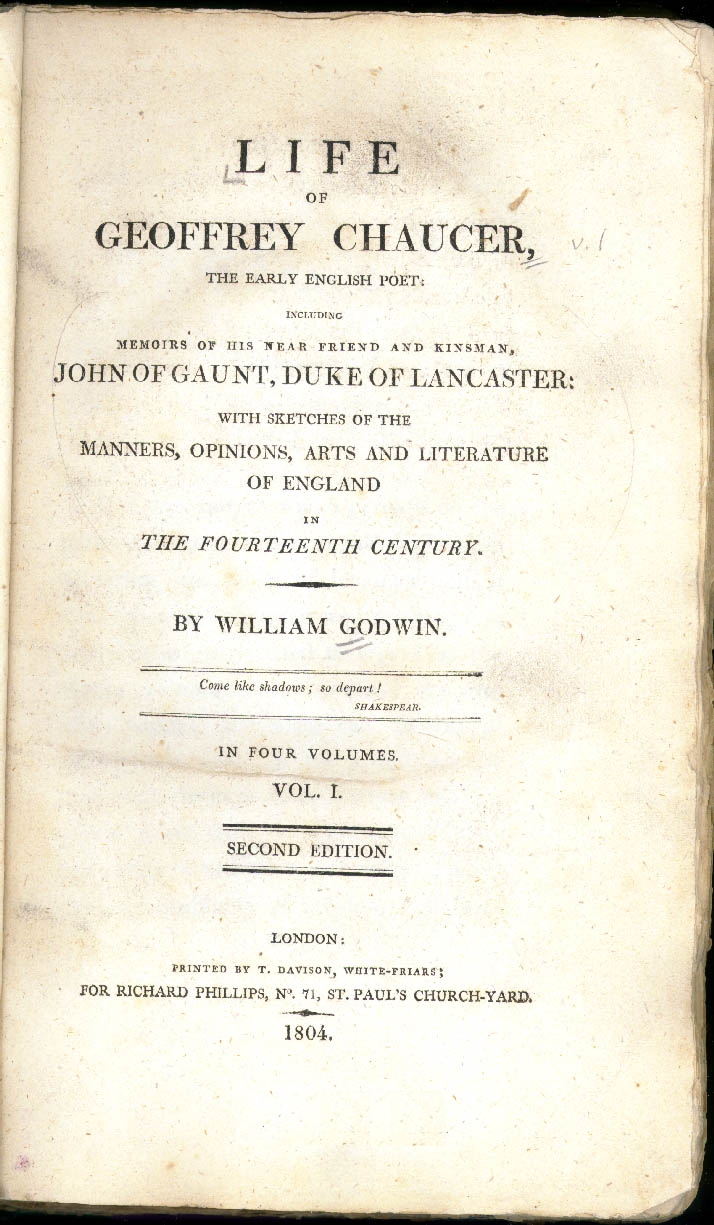 LIFE
OF
GEOFFREY CHAUCER,
v. 1
THE EARLY ENGLISH POET:
INCLUDING
MEMOIRS OF HIS NEAR FRIEND AND KINSMAN,
JOHN OF GAUNT, DUKE OF LANCASTER:
WITH SKETCHES OF THE
MANNERS, OPINIONS, ARTS AND LITERATURE
OF ENGLAND
IN
THE FOURTEENTH CENTURY.
BY WILLIAM GODWIN.
Come like shadows; so depart!
SHAKESPEAR.
IN FOUR VOLUMES.
VOL. I.
SECOND EDITION.
LONDON:
PRINTED BY T. DAVISON, WHITE-FRIARS;
FOR RICHARD PHILLIPS, Nº. 71, ST. PAUL'S CHURCH-YARD.
1804.